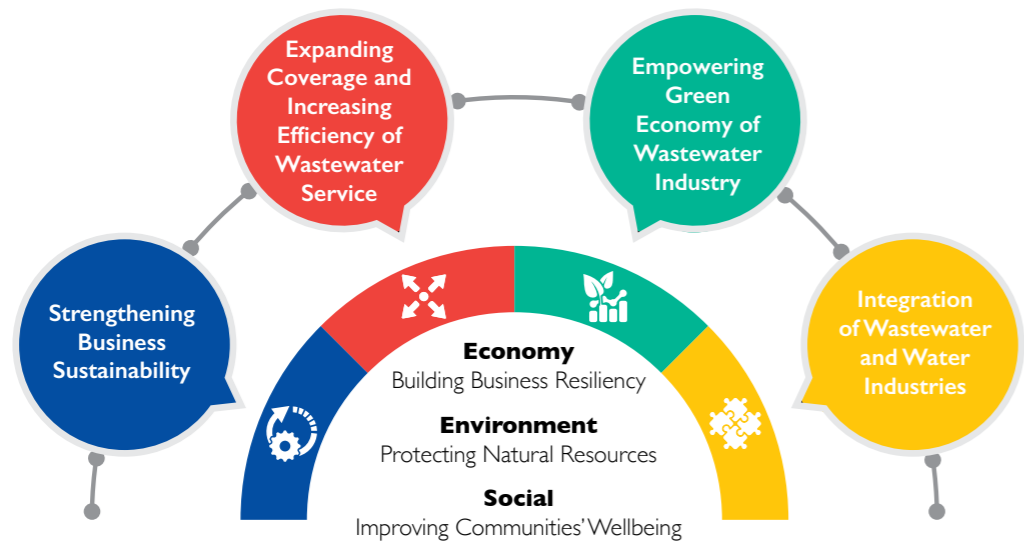 Expanding
Coverage and
Increasing
Efficiency of
Wastewater
Service
Empowering
Green
Economy of
Wastewater
Industry
Strengthening
Business
Sustainability
Integration
of Wastewater
and Water
Industries
Economy
Building Business Resiliency
Environment
Protecting Natural Resources
Social
Improving Communities' Wellbeing